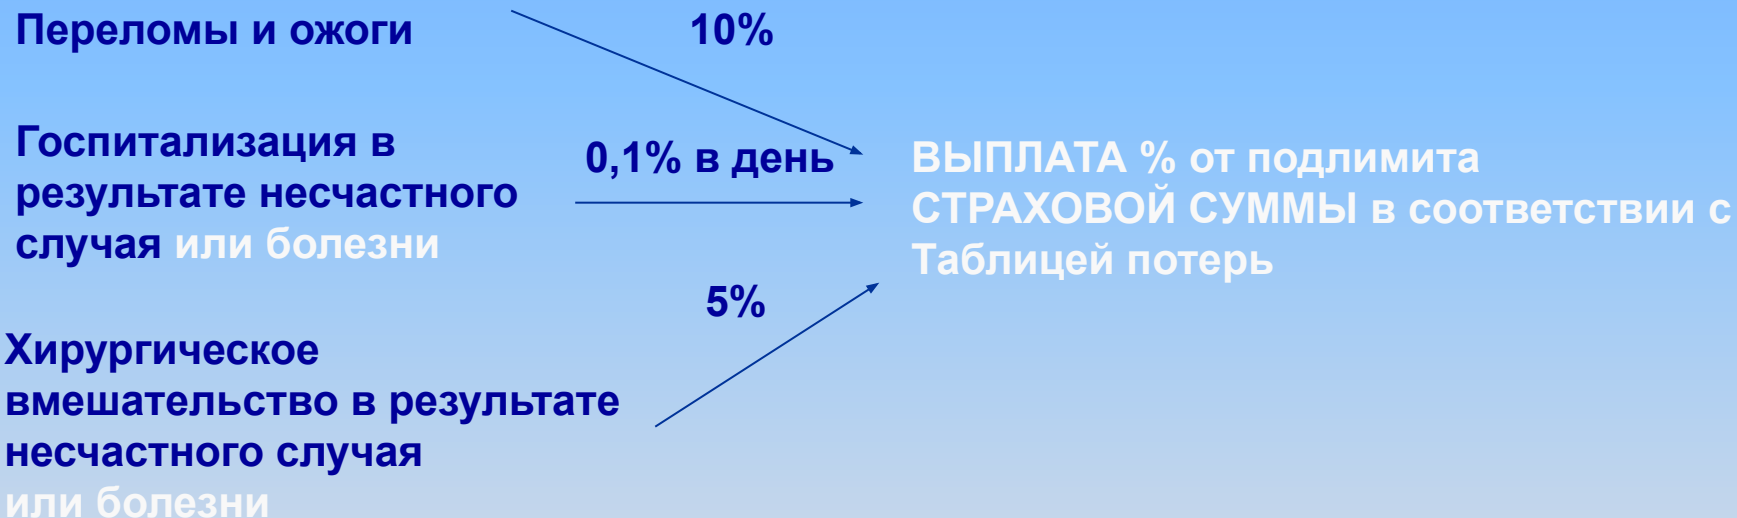 Переломы и ожоги
10%
Госпитализация в
результате несчастного
случая или болезни
0,1% в день
ВЫПЛАТА % от подлимита
СТРАХОВОЙ СУММЫ в соответствии с
Таблицей потерь
5%
Хирургическое
вмешательство в результате
несчастного случая
или болезни